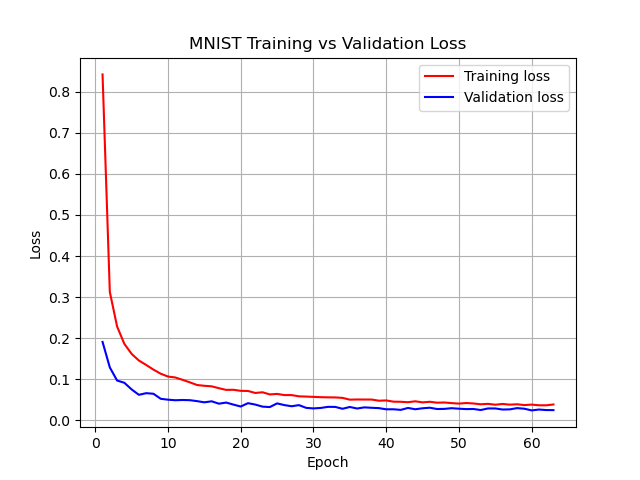 MNIST Training vs Validation Loss
Training loss
Validation loss
Loss
0.8
0.7
0.6
0.5
0.4
0.3
0.2
0.1
0.0
0 10 20 30 40 50 60
Epoch